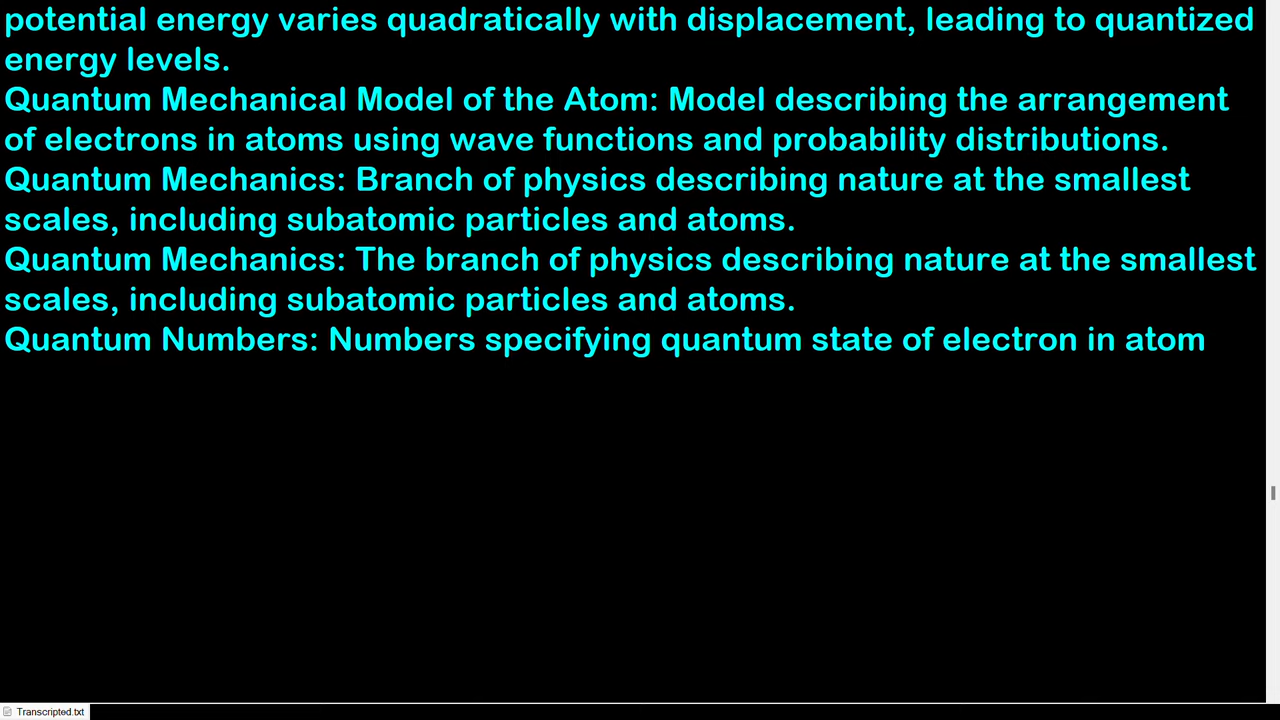 potential energy varies quadratically with displacement, leading to quantized
energy levels.
Quantum Mechanical Model of the Atom: Model describing the arrangement
of electrons in atoms using wave functions and probability distributions.
Quantum Mechanics: Branch of physics describing nature at the smallest
scales, including subatomic particles and atoms.
Quantum Mechanics: The branch of physics describing nature at the smallest
scales, including subatomic particles and atoms.
Quantum Numbers: Numbers specifying quantum state of electron in atom
Transcripted.txt